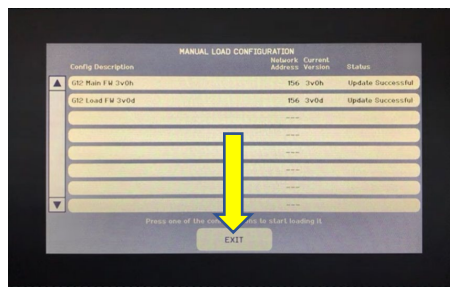 MANUAL LOAD CONFIGURATION
Config Description Network Address Current Version Status
G12 Main FW 3v0h 156 3v0h Update Successful
G12 Load FW 3v0d 156 3v0d Update Successful
---
---
---
---
---
Press one of the to start loading it
EXIT